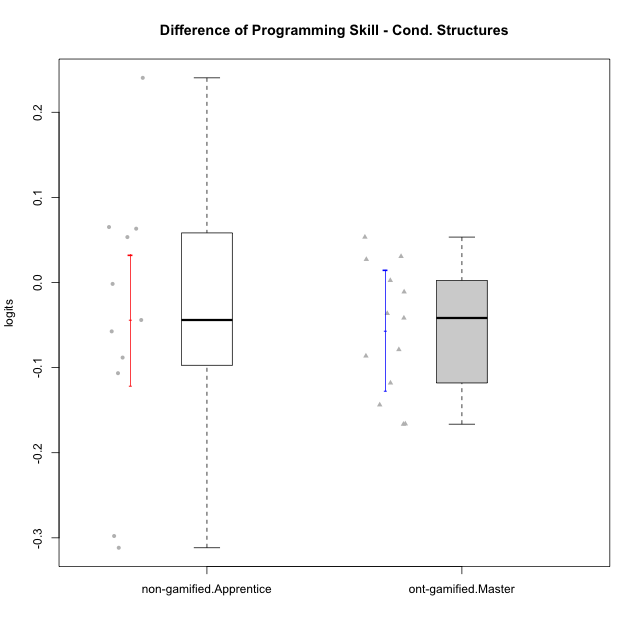 Difference of Programming Skill - Cond. Structures
logits
0.2
0.1
0.0
-0.1
-0.2
-0.3
non-gamified.Apprentice
ont-gamified.Master